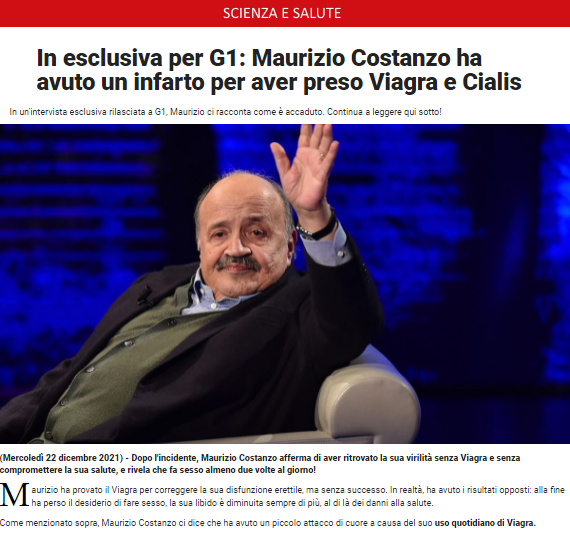 SCIENZA E SALUTE
In esclusiva per G1: Maurizio Costanzo ha
avuto un infarto per aver preso Viagra e Cialis
In un'intervista esclusiva rilasciata a G1, Maurizio ci racconta come è accaduto. Continua a leggere qui sotto!
(Mercoledì 22 dicembre 2021) - Dopo l'incidente, Maurizio Costanzo afferma di aver ritrovato la sua virilità senza Viagra e senza
compromettere la sua salute, e rivela che fa sesso almeno due volte al giorno!
Maurizio ha provato il Viagra per correggere la sua disfunzione erettile, ma senza successo. In realtà, ha avuto i risultati opposti: alla fine
ha perso il desiderio di fare sesso, la sua libido è diminuita sempre di più, al di là dei danni alla salute.
Come menzionato sopra, Maurizio Costanzo ci dice che ha avuto un piccolo attacco di cuore a causa del suo uso quotidiano di Viagra.